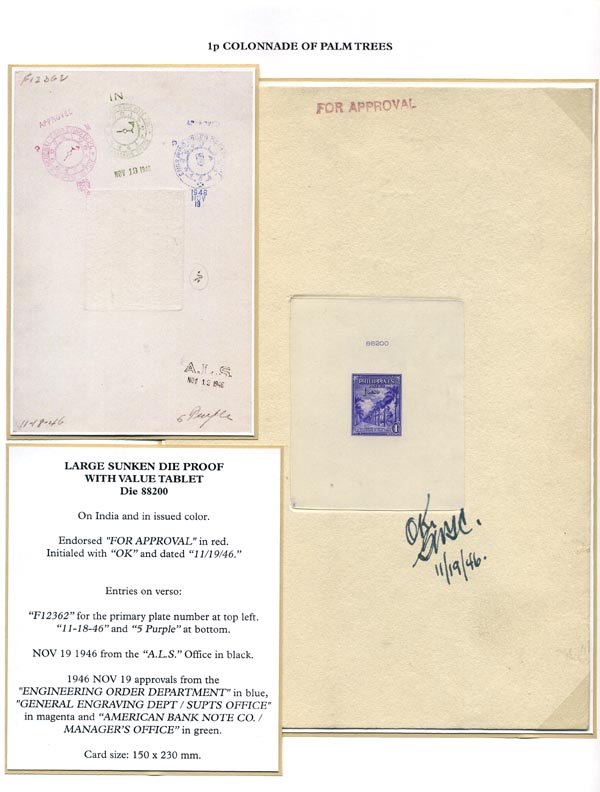 1p COLONNADE OF PALM TREES
F12362
IN
APPROVED
NOV 19 1946
1946
NOV
19
A.L.S.
NOV 19 1946
11-18-46
5 Purple
FOR APPROVAL
88200
PHILIPPINES
OK.
11/19/46.
LARGE SUNKEN DIE PROOF
WITH VALUE TABLET
Die 88200
On India and in issued color.
Endorsed "FOR APPROVAL" in red.
Initialed with "OK" and dated "11/19/46."
Entries on verso:
"F12362" for the primary plate number at top left.
"11-18-46" and "5 Purple" at bottom.
NOV 19 1946 from the "A.L.S." Office in black.
1946 NOV 19 approvals from the
"ENGINEERING ORDER DEPARTMENT" in blue,
"GENERAL ENGRAVING DEPT / SUPTS OFFICE"
in magenta and "AMERICAN BANK NOTE CO. /
MANAGER'S OFFICE" in green.
Card size: 150 x 230 mm.